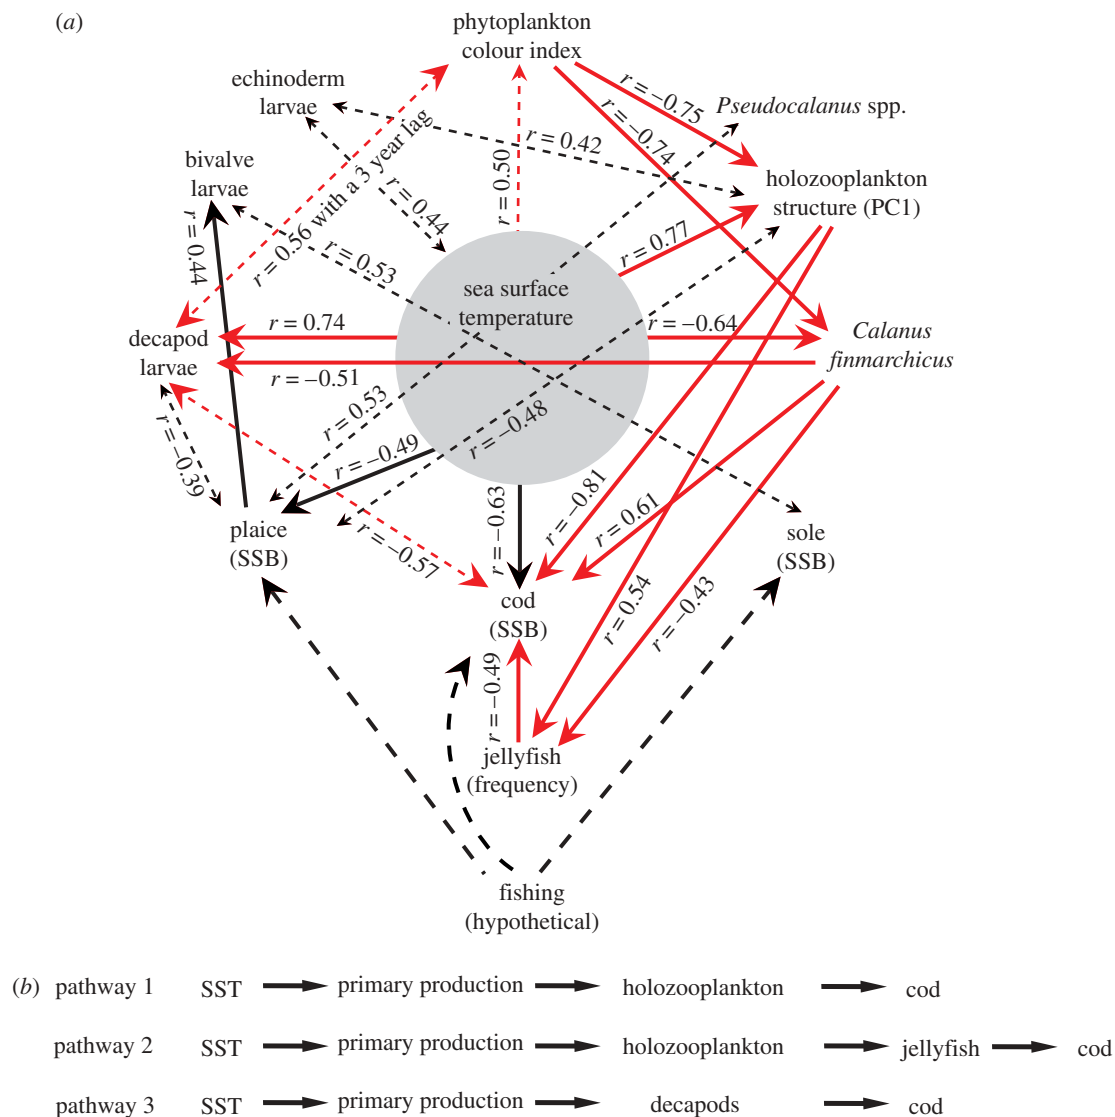 (a)
phytoplankton
colour index
echinoderm
larvae
Pseudocalanus spp.
r = −0.75
r = −0.74
r = 0.42
r = 0.56 with a 3 year lag
r = 0.50
r = 0.44
bivalve
larvae
holozooplankton
structure (PC1)
r = 0.44
r = 0.53
r = 0.77
sea surface
temperature
r = 0.74
r = −0.64
decapod
larvae
Calanus
finmarchicus
r = −0.51
r = 0.53
r = −0.48
r = −0.49
r = −0.39
r = −0.63
r = −0.81
r = 0.61
plaice
(SSB)
sole
(SSB)
r = −0.57
cod
(SSB)
r = 0.54
r = −0.43
r = −0.49
jellyfish
(frequency)
fishing
(hypothetical)
(b) pathway 1 SST primary production holozooplankton cod
pathway 2 SST primary production holozooplankton jellyfish cod
pathway 3 SST primary production decapods cod